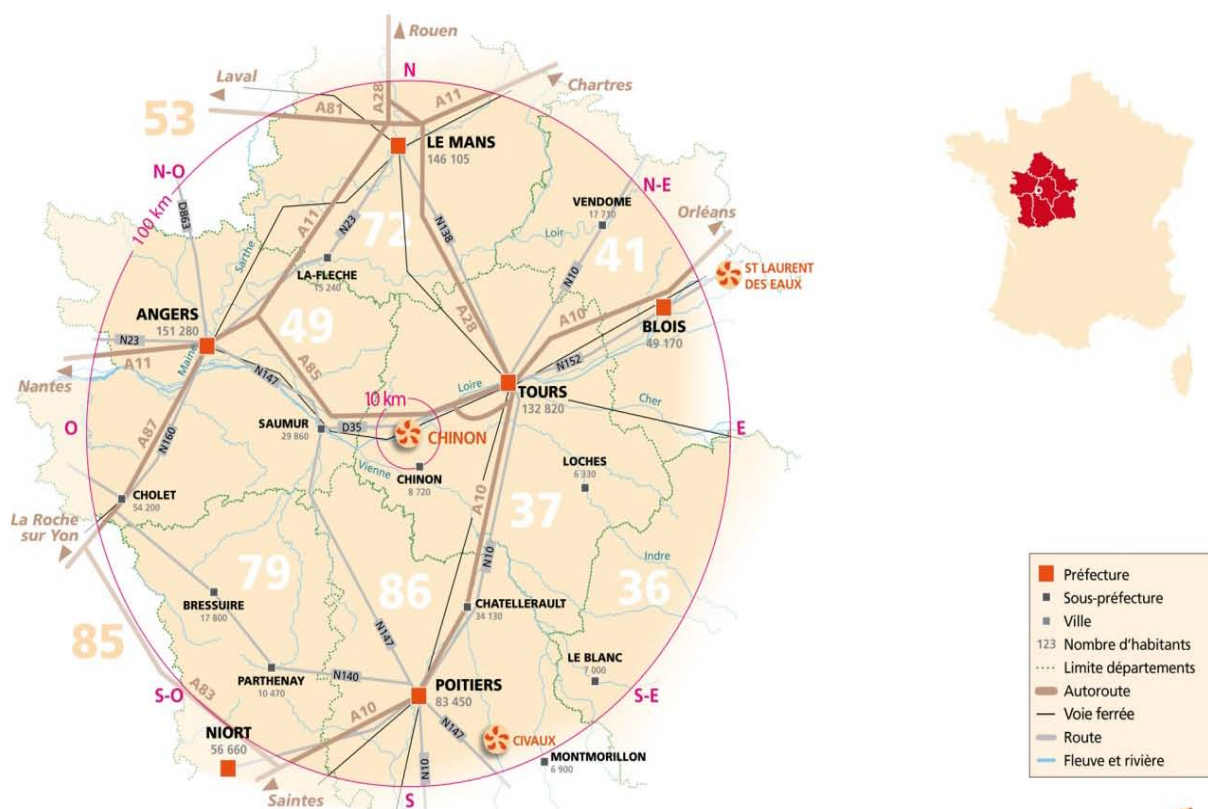 Rouen
N
Laval
Chartres
A28
A11
A81
53
LE MANS
146 105
N-O
N-E
100 km
D863
VENDOME
17 710
Orléans
A11
N23
72
N138
Loir
41
Sarthe
LA-FLECHE
15 240
N10
ST LAURENT
DES EAUX
ANGERS
151 280
49
A28
A10
BLOIS
49 170
N23
A11
Maine
N147
A85
N152
Nantes
Loire
TOURS
132 820
10 km
Cher
O
A87
N160
SAUMUR
29 860
D35
CHINON
E
Vienne
CHINON
8 720
LOCHES
6 330
CHOLET
54 200
A10
37
La Roche
sur Yon
N10
Indre
79
86
36
BRESSUIRE
17 800
CHATELLERAULT
34 130
85
N147
LE BLANC
7 000
PARTHENAY
10 470
N140
S-O
A83
POITIERS
83 450
S-E
A10
NIORT
56 660
N147
CIVAUX
MONTMORILLON
6 900
N10
Saintes
S
Préfecture
Sous-préfecture
Ville
123 Nombre d'habitants
Limite départements
Autoroute
Voie ferrée
Route
Fleuve et rivière